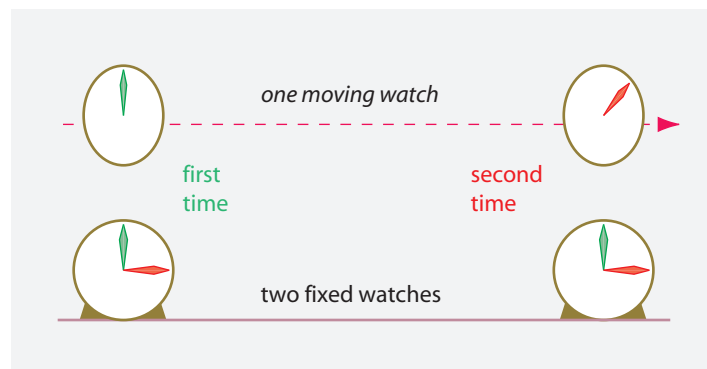 one moving watch
first
time
second
time
two fixed watches